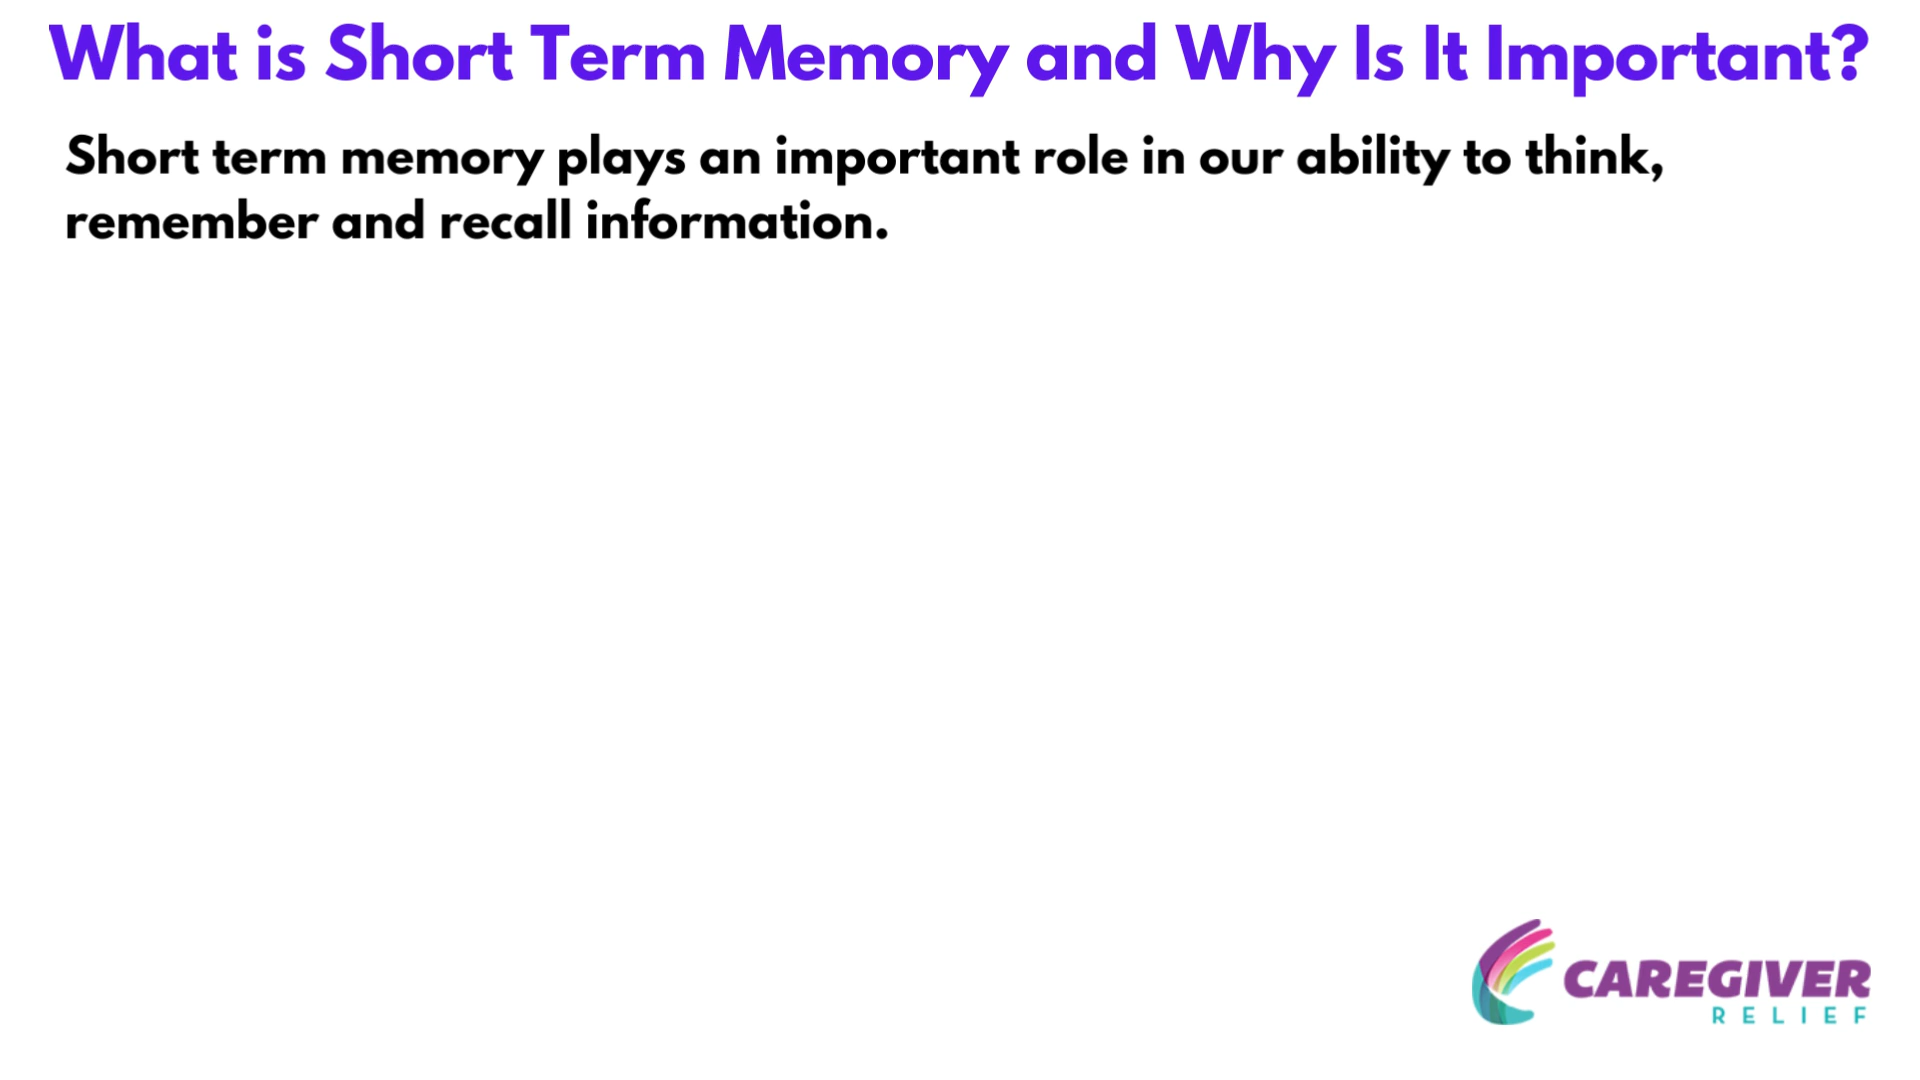 What is Short Term Memory and Why Is It Important?
Short term memory plays an important role in our ability to think,
remember and recall information.
CAREGIVER
RELIEF